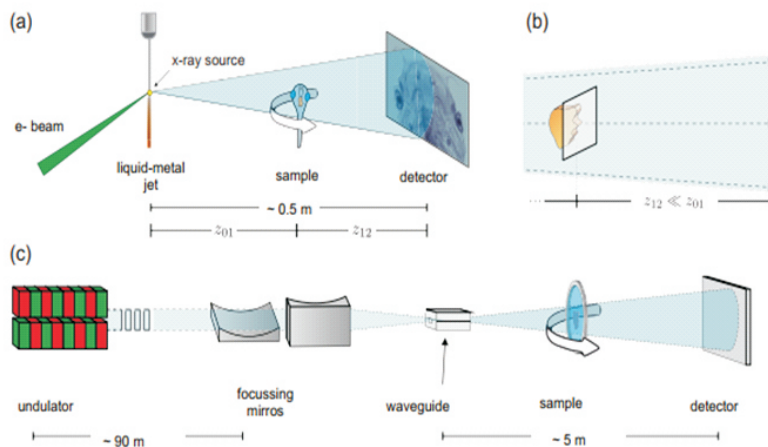 (a)
x-ray source
e- beam
liquid-metal
jet
sample
detector
~ 0.5 m
z₀₁
z₁₂
(b)
z₁₂ ≪ z₀₁
(c)
undulator
focussing
mirros
waveguide
sample
detector
~ 90 m
~ 5 m